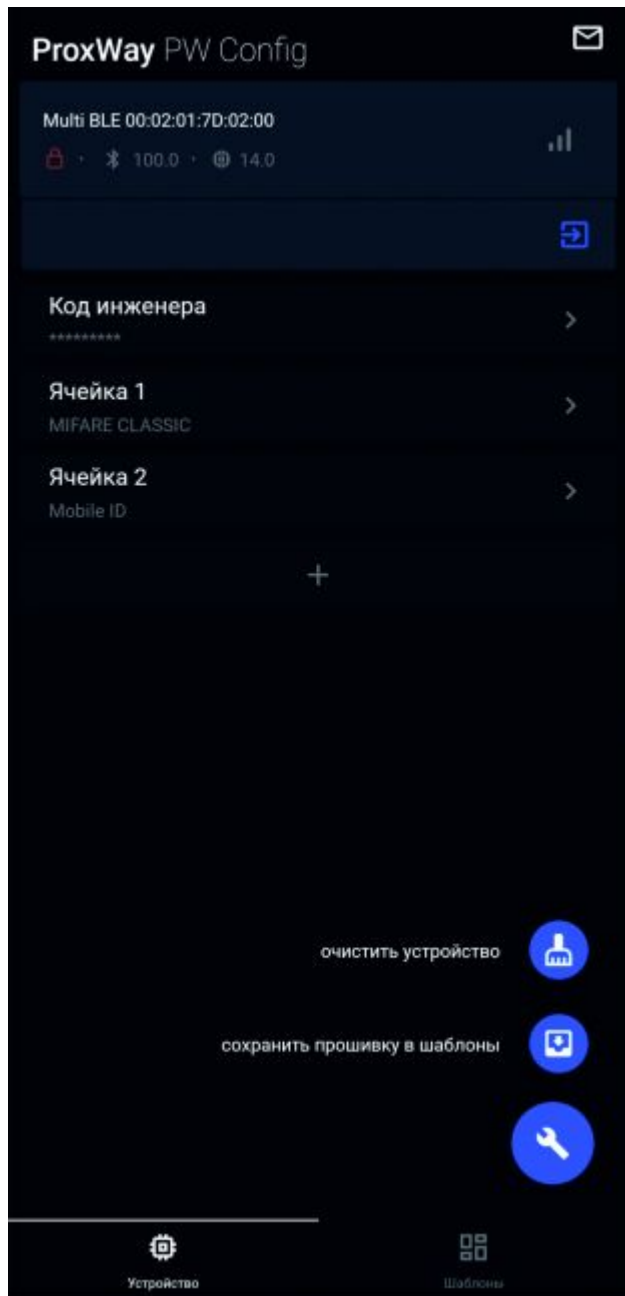 ProxWay PW Config
Multi BLE 00:02:01:7D:02:00
100.0 · 14.0
Код инженера
*********
Ячейка 1
MIFARE CLASSIC
Ячейка 2
Mobile ID
+
очистить устройство
сохранить прошивку в шаблоны
Устройство
Шаблоны